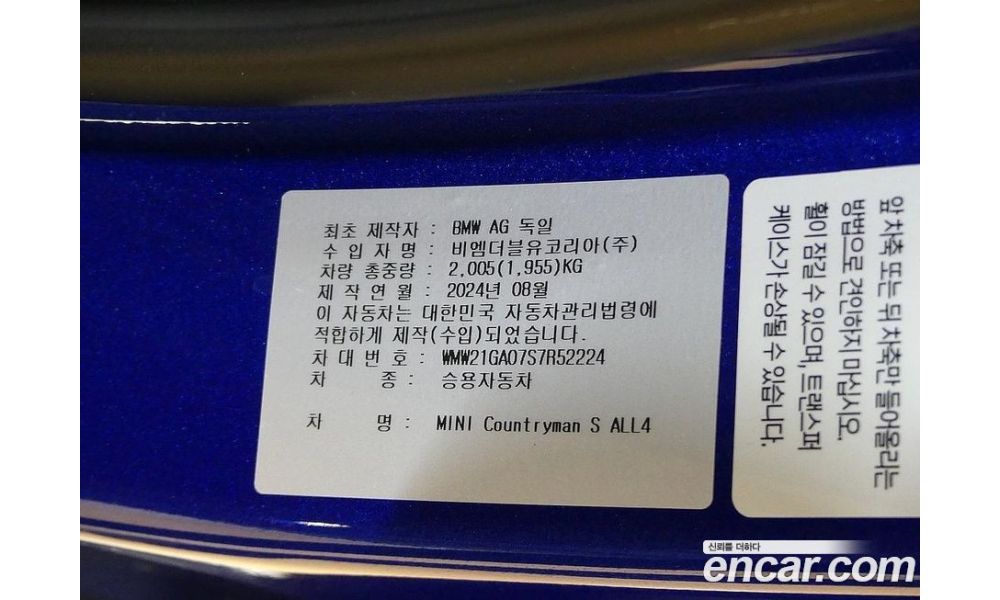 최초 제작자 : BMW AG 독일
수 입 자 명 : 비엠더블유코리아(주)
차량 총중량 : 2,005(1,955)KG
제 작 연 월 : 2024년 08월
이 자동차는 대한민국 자동차관리법령에
적합하게 제작(수입)되었습니다.
차 대 번 호 : WMW21GA07S7R52224
차 종 : 승용자동차
차 명 : MINI Countryman S ALL4
앞 차축 또는 뒤 차축만 들어올리는
방법으로 견인하지 마십시오.
휠이 잠길 수 있으며, 트랜스퍼
케이스가 손상될 수 있습니다.
신뢰를 더하다
encar.com